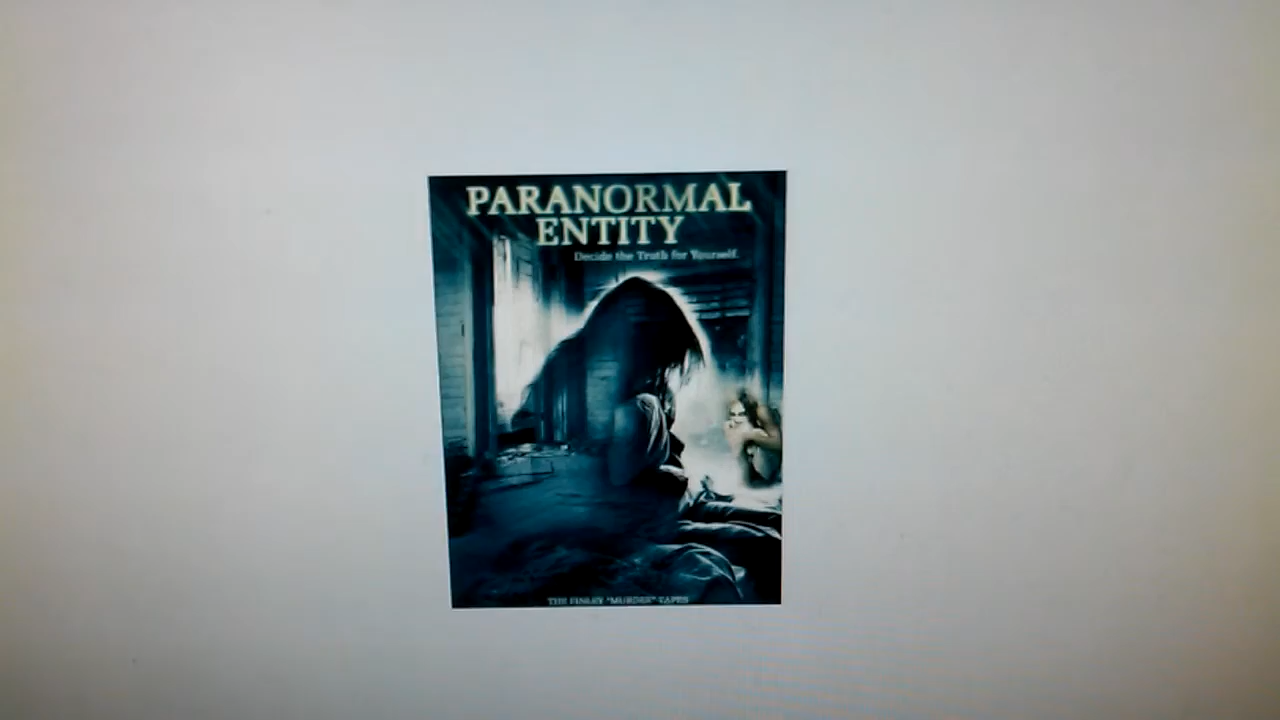 PARANORMAL
ENTITY
Decide the Truth for Yourself.
THE FINLEY "MURDER" TAPES